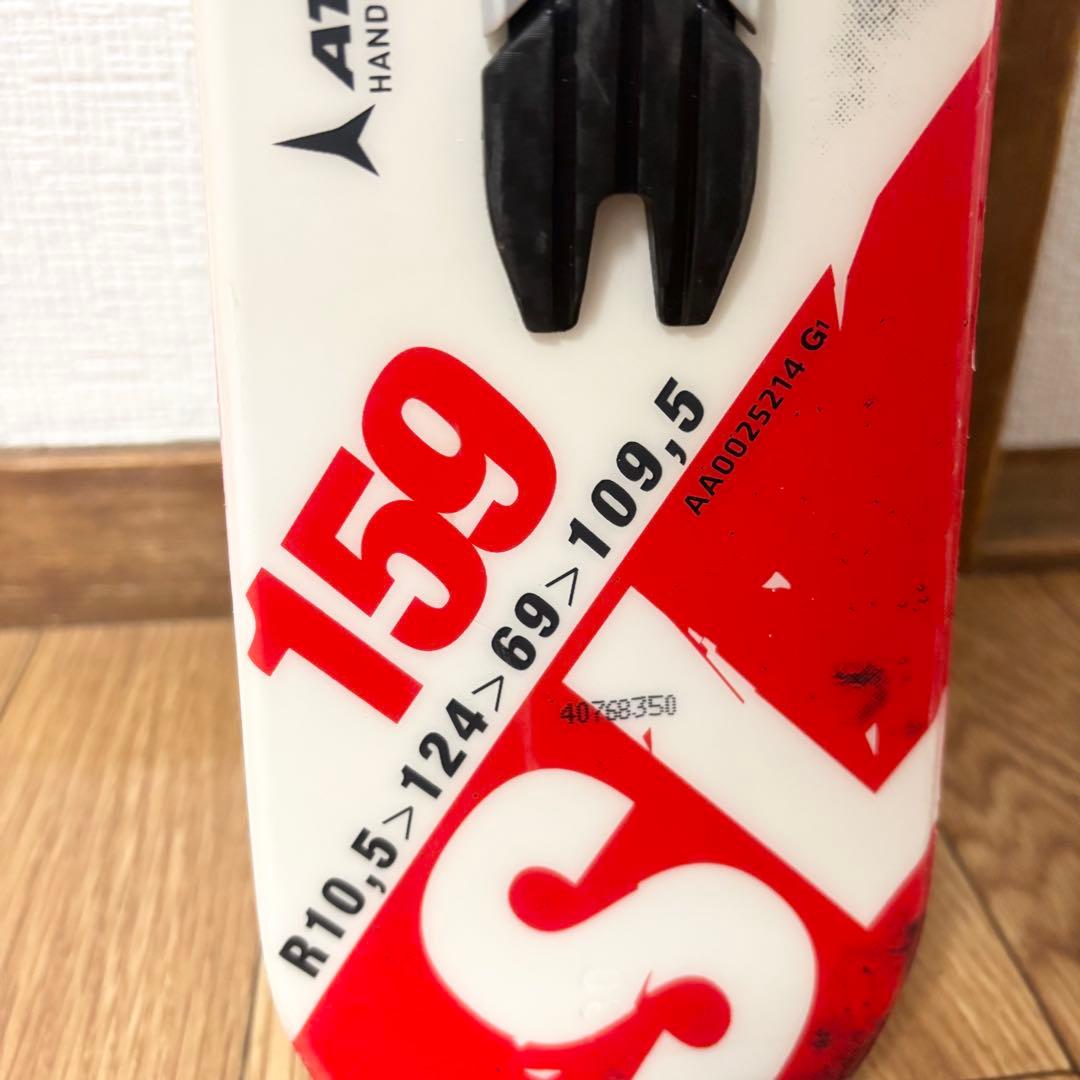 HAND
159
R10,5>124>69>109,5
AA0025214 G1
40768350
SL